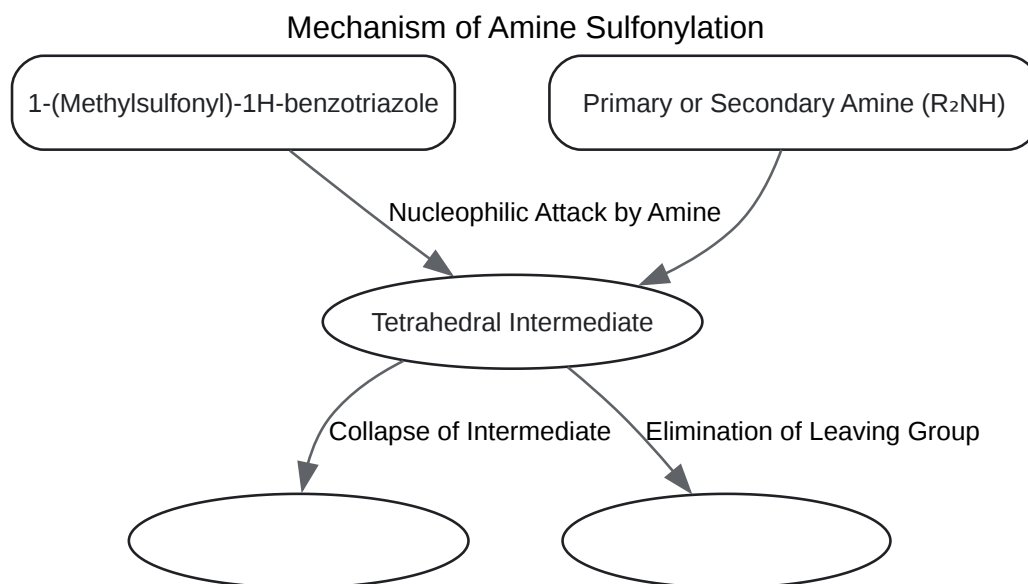 Mechanism of Amine Sulfonylation
1-(Methylsulfonyl)-1H-benzotriazole
Primary or Secondary Amine (R₂NH)
Nucleophilic Attack by Amine
Tetrahedral Intermediate
Collapse of Intermediate
Elimination of Leaving Group